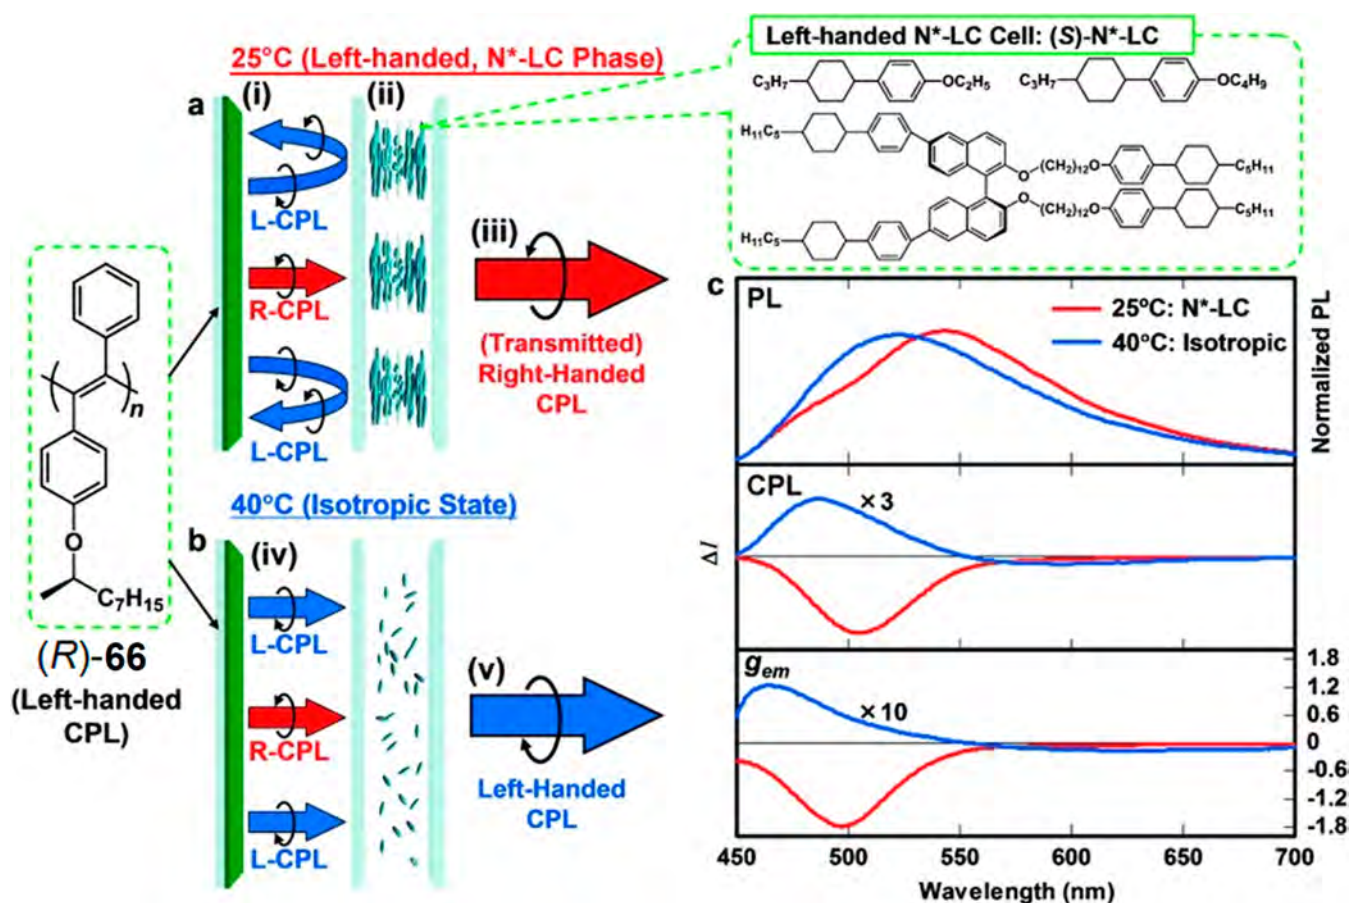 25°C (Left-handed, N*-LC Phase)
Left-handed N*-LC Cell: (S)-N*-LC
a
(i)
(ii)
C3H7
OC2H5
C3H7
OC4H9
H11C5
O
(CH2)12O
C5H11
O
(CH2)12O
C5H11
H11C5
L-CPL
R-CPL
L-CPL
(iii)
(Transmitted)
Right-Handed
CPL
n
O
C7H15
(R)-66
(Left-handed
CPL)
40°C (Isotropic State)
b
(iv)
L-CPL
R-CPL
L-CPL
(v)
Left-Handed
CPL
c
PL
25°C: N*-LC
40°C: Isotropic
Normalized PL
CPL
×3
ΔI
gem
×10
1.8
1.2
0.6
0
-0.6
-1.2
-1.8
450
500
550
600
650
700
Wavelength (nm)